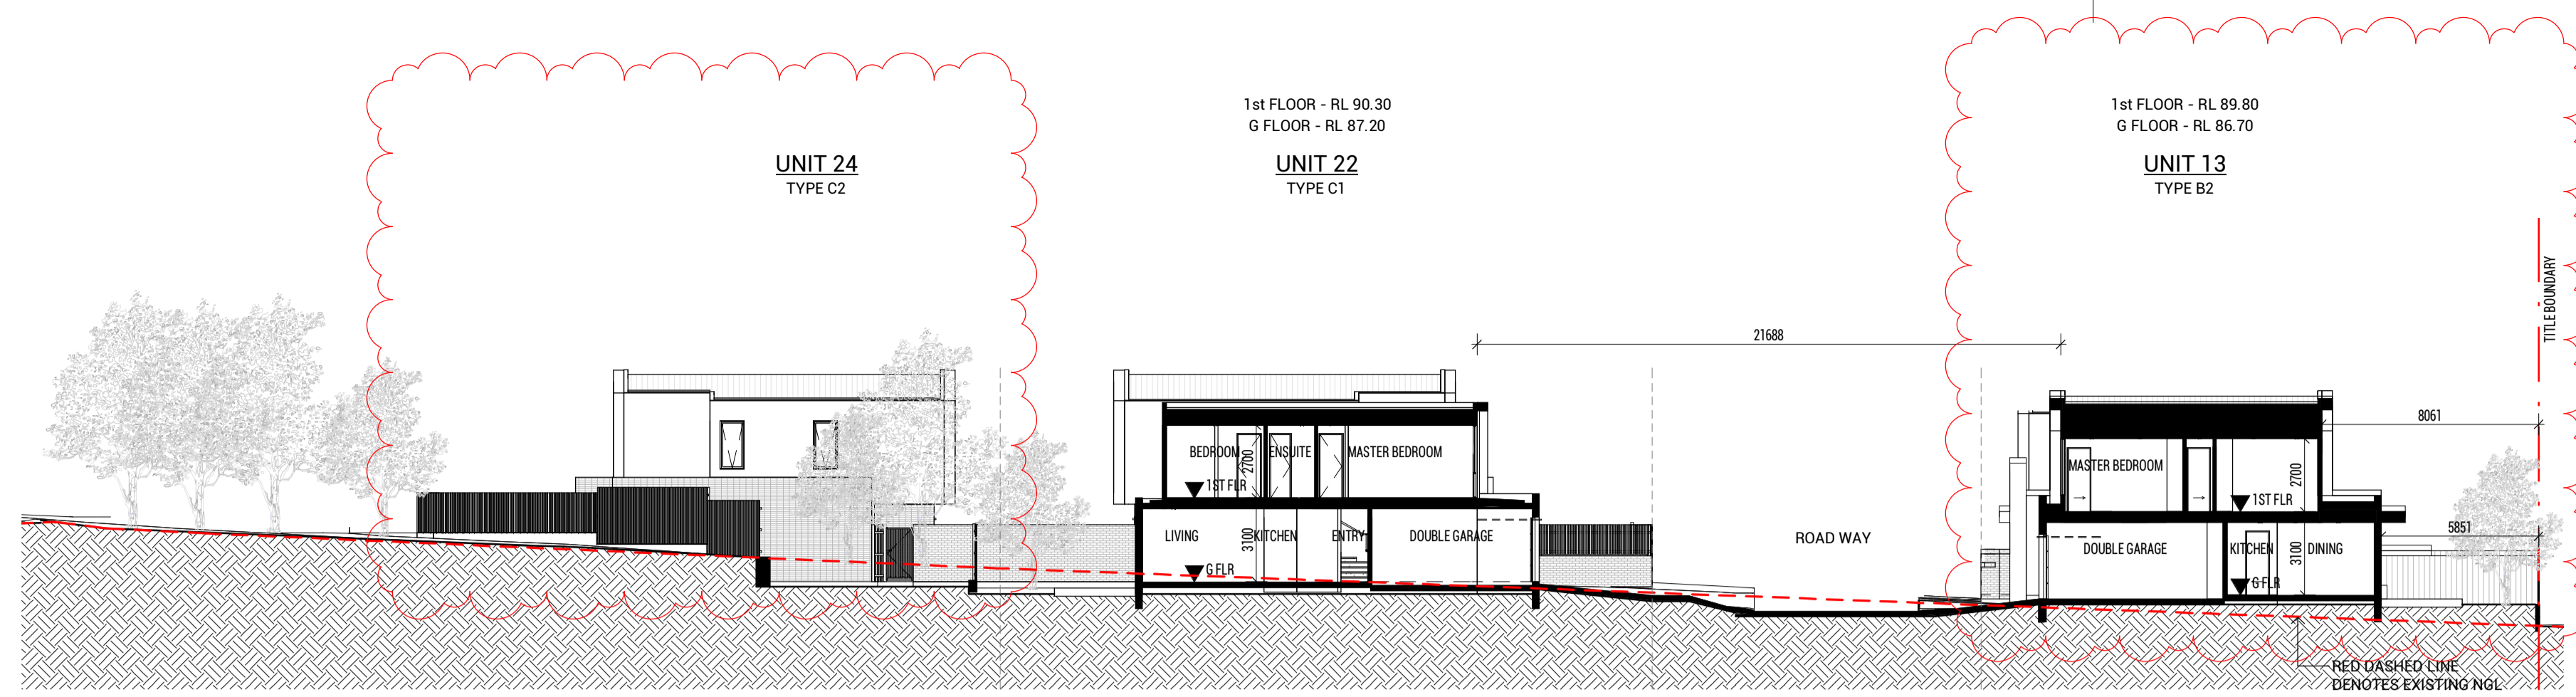 1st FLOOR - RL 90.30
G FLOOR - RL 87.20
1st FLOOR - RL 89.80
G FLOOR - RL 86.70
UNIT 24
TYPE C2
UNIT 22
TYPE C1
UNIT 13
TYPE B2
TITLE BOUNDARY
21688
8061
BEDROOM
2700
ENSUITE
MASTER BEDROOM
1ST FLR
MASTER BEDROOM
2700
1ST FLR
LIVING
3100
KITCHEN
ENTRY
DOUBLE GARAGE
G FLR
ROAD WAY
DOUBLE GARAGE
KITCHEN
3100
DINING
G FLR
5851
RED DASHED LINE
DENOTES EXISTING NGL